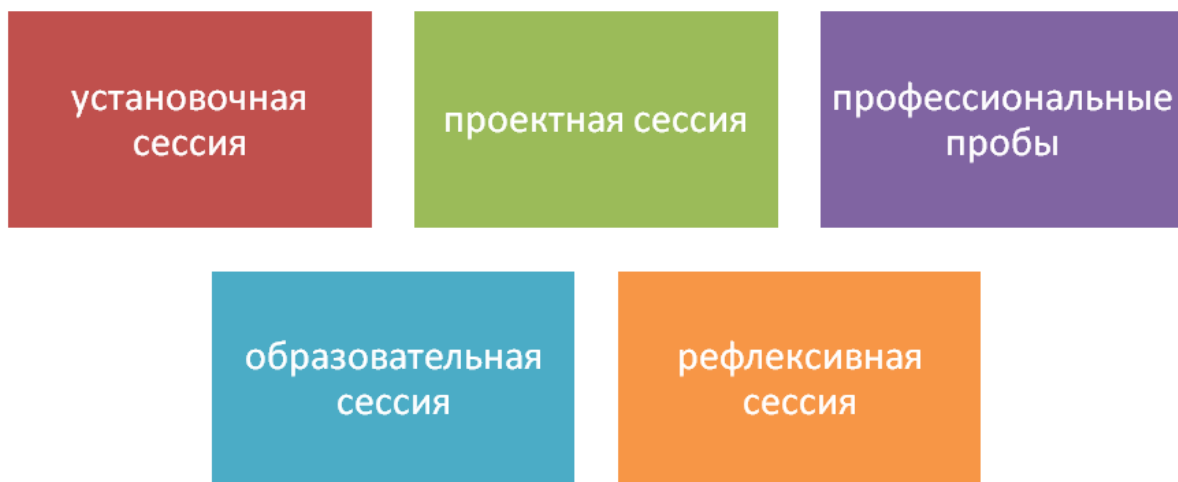 установочная
сессия
проектная сессия
профессиональные
пробы
образовательная
сессия
рефлексивная
сессия